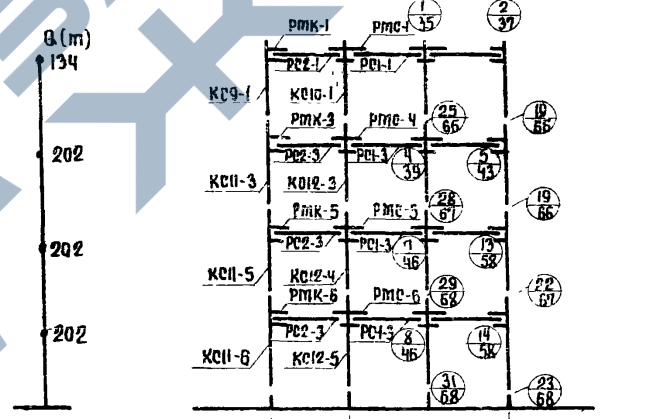 1 2
РМК-1 РМС-1 35 37
Q(т)
134
РС2-1 РС1-1
КС9-1 КС10-1
25 19
РМК-3 РМС-4 66 66
202 РС2-3 РС1-3 4 5
39 43
КС11-3 КС12-3
28 19
РМК-5 РМС-5 67 66
202 РС2-3 РС1-3 7 13
46 58
КС11-5 КС12-4
29 22
РМК-6 РМС-6 68 67
202 РС2-3 РС1-3 8 14
46 58
КС11-6 КС12-5
31 23
68 68